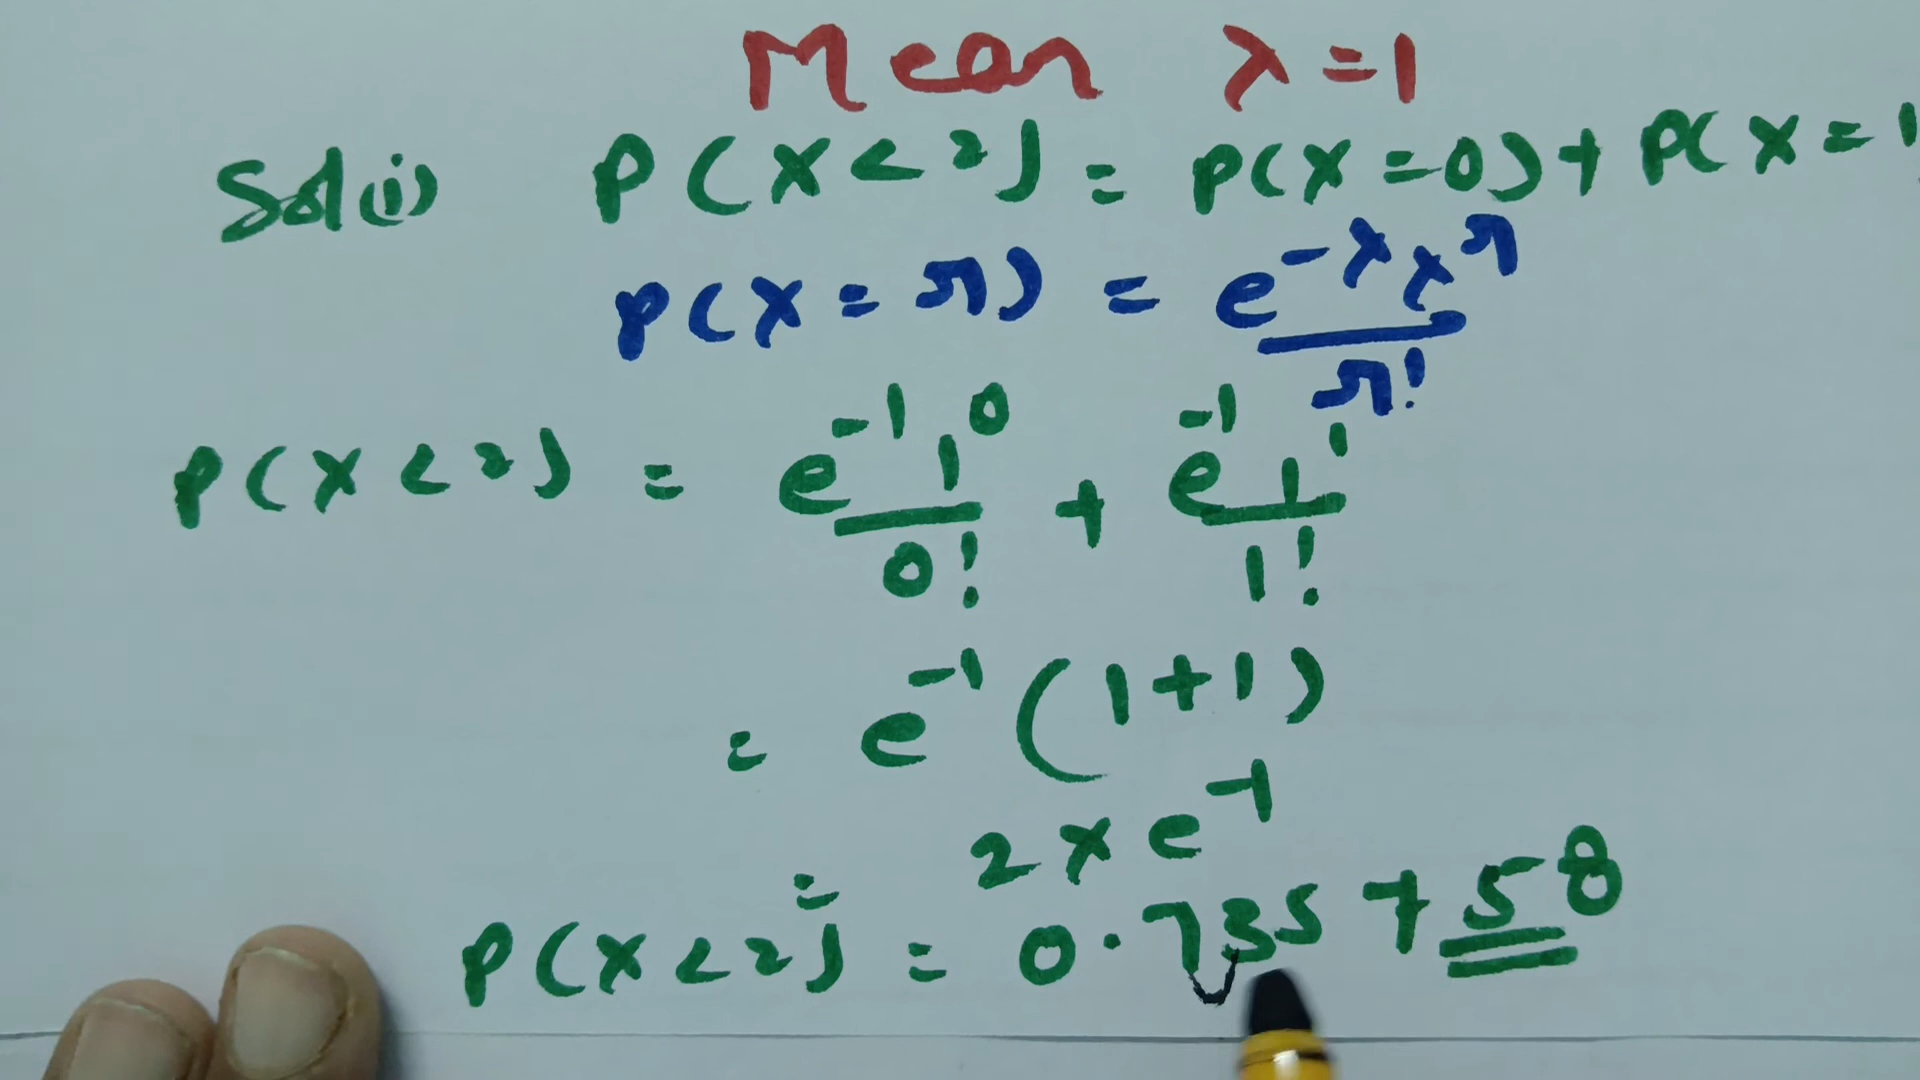 Mean λ=1
Sol(i) P(X<2) = P(X=0)+P(X=1
P(X=r) = e^-λ λ^r / r!
P(X<2) = e^-1 1^0 / 0! + e^-1 1^1 / 1!
= e^-1 (1+1)
= 2×e^-1
P(X<2) = 0.735758